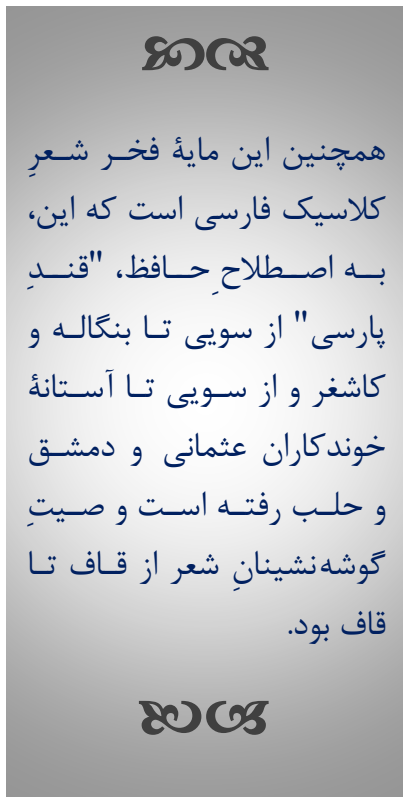 همچنین این مایهٔ فخر شعرِ
کلاسیک فارسی است که این،
به اصطلاحِ حافظ، "قندِ
پارسی" از سویی تا بنگاله و
کاشغر و از سویی تا آستانهٔ
خوندکاران عثمانی و دمشق
و حلب رفته است و صیتِ
گوشه‌نشینانِ شعر از قاف تا
قاف بود.